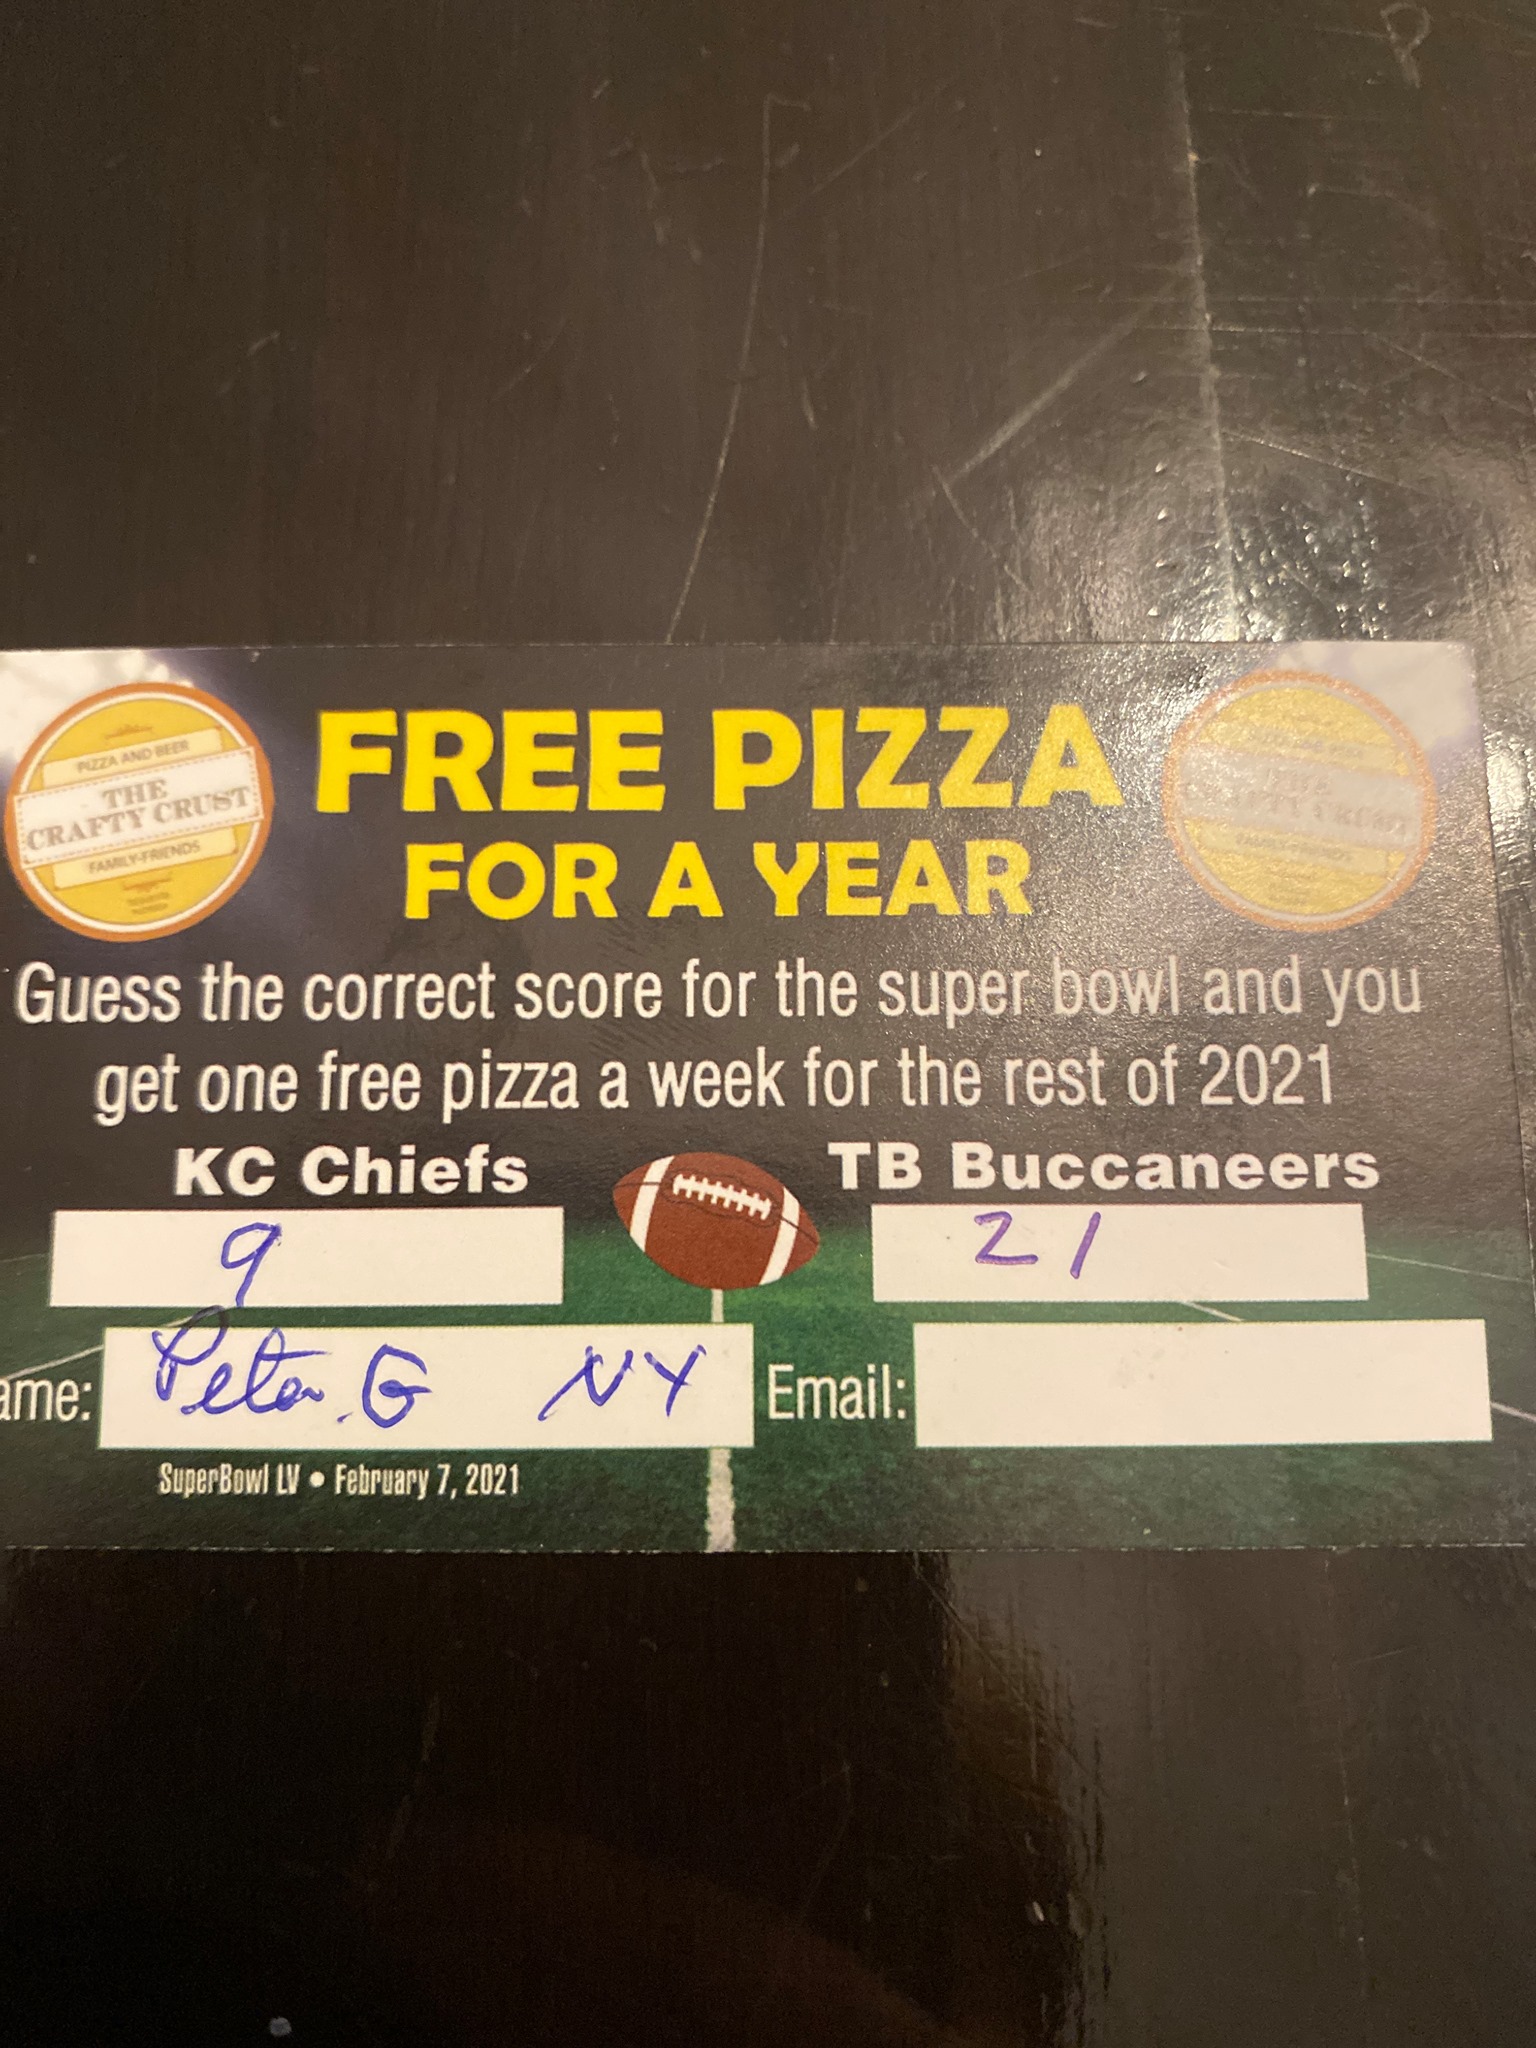 PIZZA AND BEER
THE
CRAFTY CRUST
FAMILY-FRIENDS
FREE PIZZA
FOR A YEAR
Guess the correct score for the super bowl and you
get one free pizza a week for the rest of 2021
KC Chiefs
TB Buccaneers
9
21
ame: Peter. G NY
Email:
SuperBowl LV • February 7, 2021